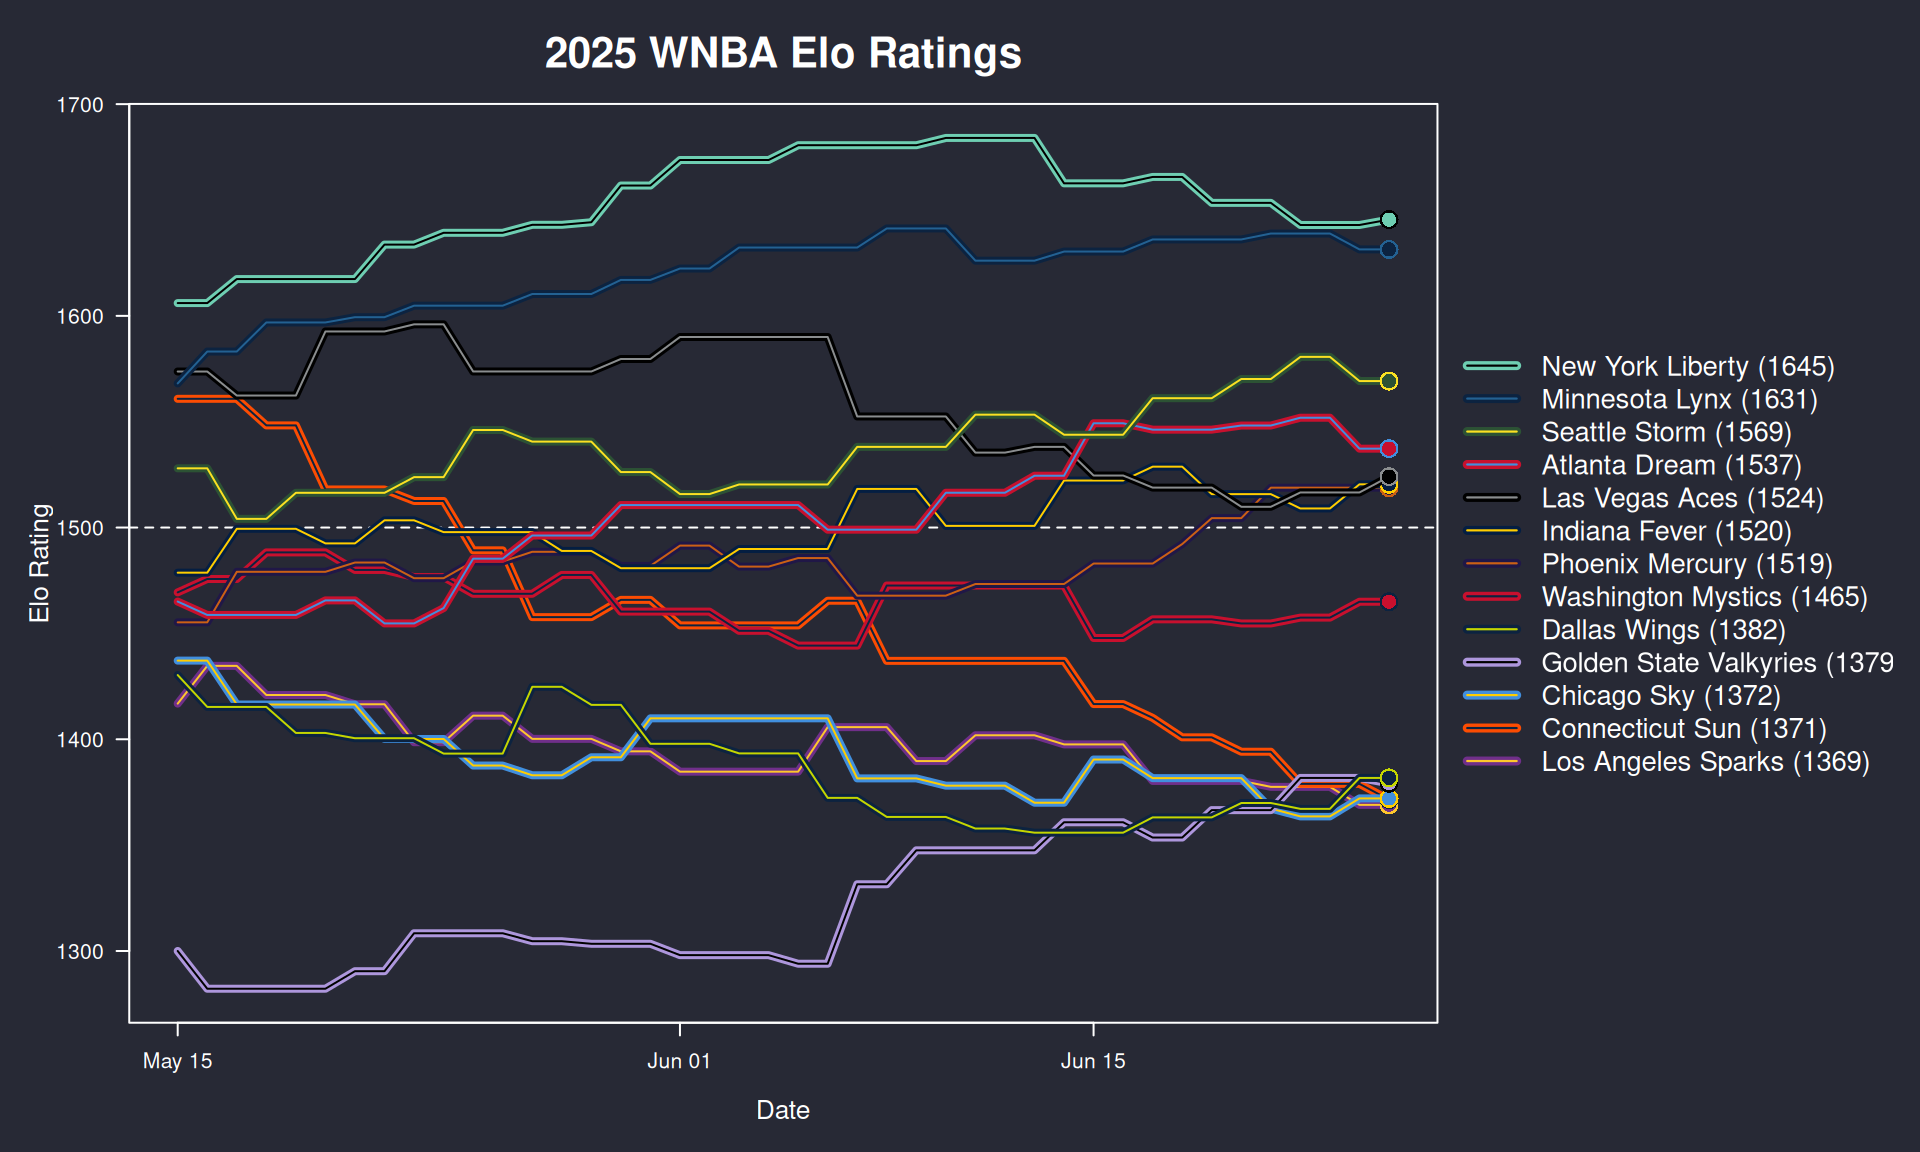 2025 WNBA Elo Ratings
1700
1600
1500
1400
1300
Elo Rating
May 15
Jun 01
Jun 15
Date
New York Liberty (1645)
Minnesota Lynx (1631)
Seattle Storm (1569)
Atlanta Dream (1537)
Las Vegas Aces (1524)
Indiana Fever (1520)
Phoenix Mercury (1519)
Washington Mystics (1465)
Dallas Wings (1382)
Golden State Valkyries (1379
Chicago Sky (1372)
Connecticut Sun (1371)
Los Angeles Sparks (1369)